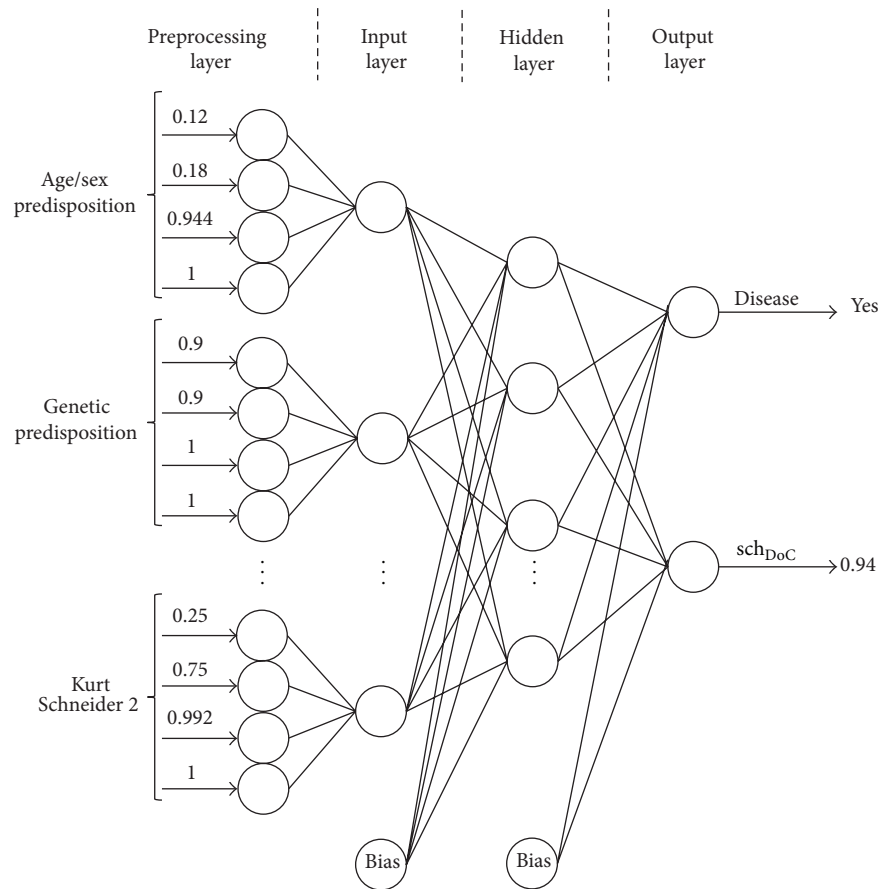 Preprocessing layer
Input layer
Hidden layer
Output layer
Age/sex predisposition
0.12
0.18
0.944
1
Genetic predisposition
0.9
0.9
1
1
Kurt Schneider 2
0.25
0.75
0.992
1
Bias
Bias
Disease
Yes
sch_DoC
0.94